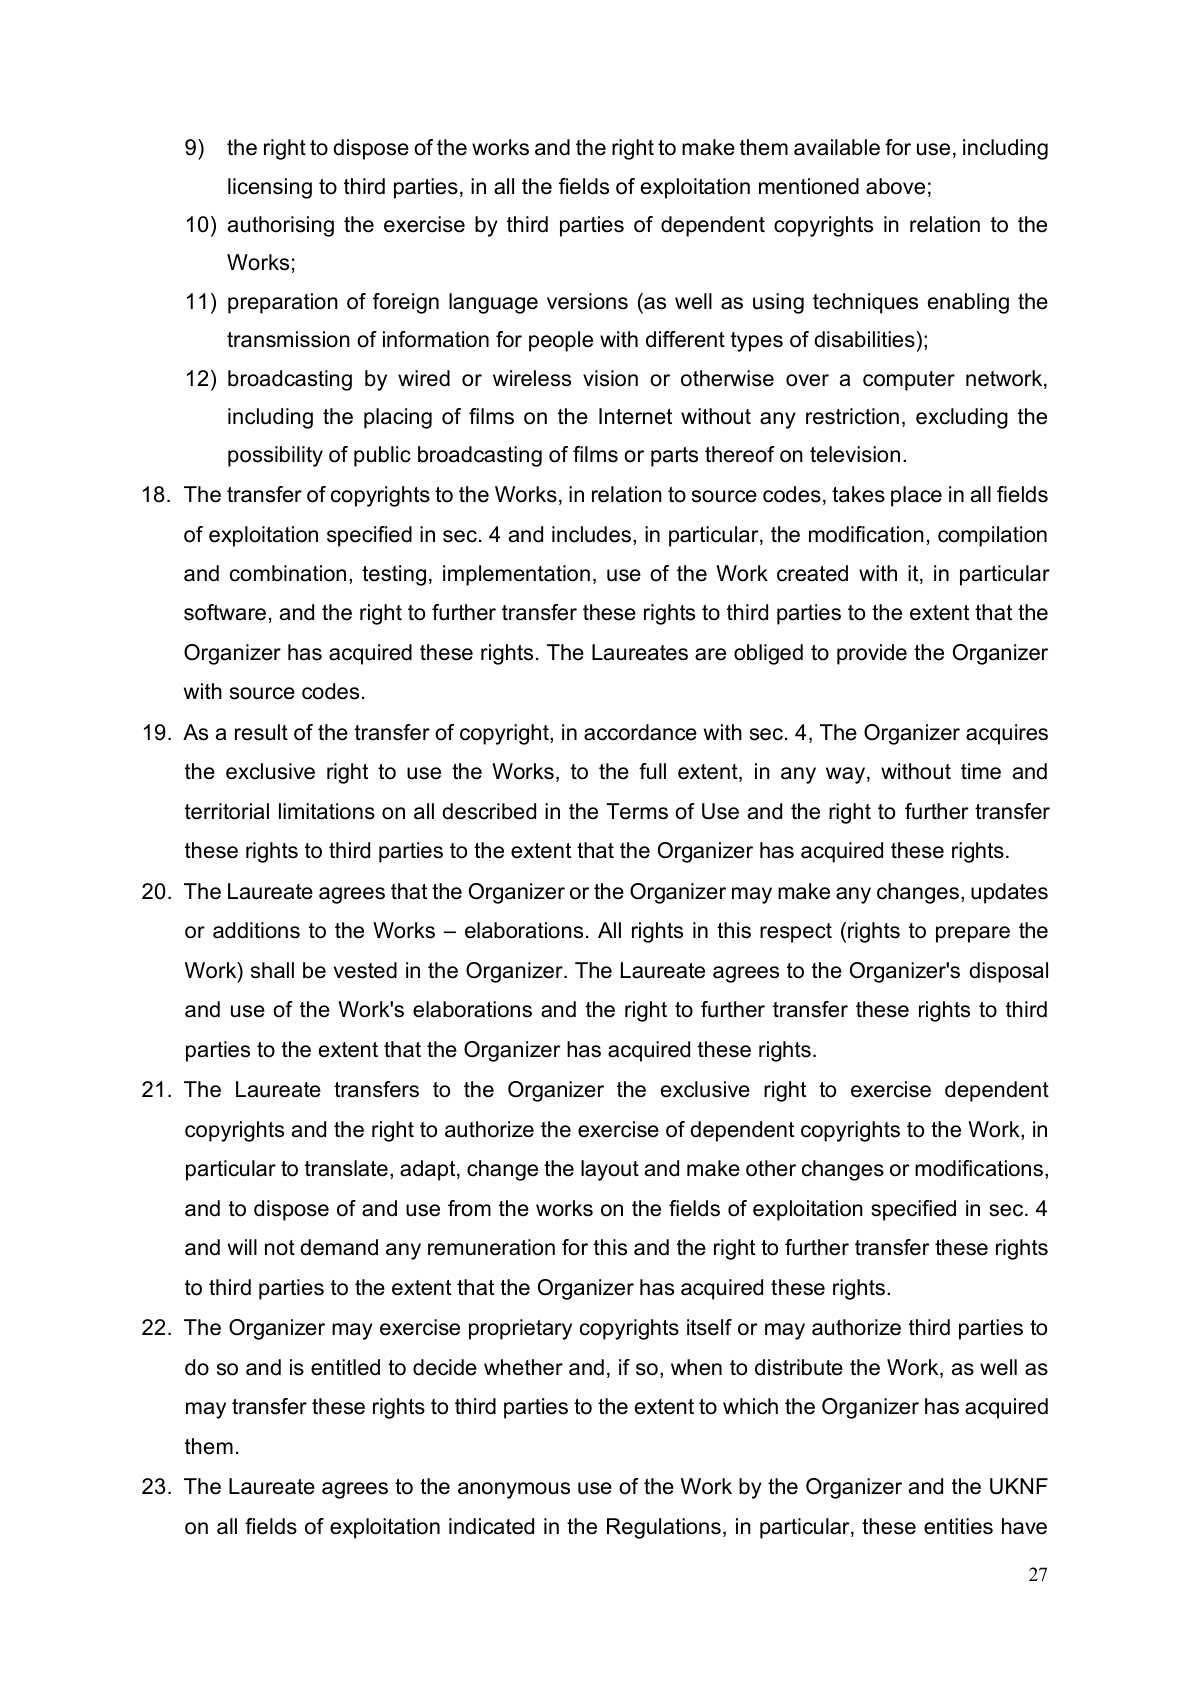 9) the right to dispose of the works and the right to make them available for use, including
licensing to third parties, in all the fields of exploitation mentioned above;
10) authorising the exercise by third parties of dependent copyrights in relation to the
Works;
11) preparation of foreign language versions (as well as using techniques enabling the
transmission of information for people with different types of disabilities);
12) broadcasting by wired or wireless vision or otherwise over a computer network,
including the placing of films on the Internet without any restriction, excluding the
possibility of public broadcasting of films or parts thereof on television.
18. The transfer of copyrights to the Works, in relation to source codes, takes place in all fields
of exploitation specified in sec. 4 and includes, in particular, the modification, compilation
and combination, testing, implementation, use of the Work created with it, in particular
software, and the right to further transfer these rights to third parties to the extent that the
Organizer has acquired these rights. The Laureates are obliged to provide the Organizer
with source codes.
19. As a result of the transfer of copyright, in accordance with sec. 4, The Organizer acquires
the exclusive right to use the Works, to the full extent, in any way, without time and
territorial limitations on all described in the Terms of Use and the right to further transfer
these rights to third parties to the extent that the Organizer has acquired these rights.
20. The Laureate agrees that the Organizer or the Organizer may make any changes, updates
or additions to the Works – elaborations. All rights in this respect (rights to prepare the
Work) shall be vested in the Organizer. The Laureate agrees to the Organizer's disposal
and use of the Work's elaborations and the right to further transfer these rights to third
parties to the extent that the Organizer has acquired these rights.
21. The Laureate transfers to the Organizer the exclusive right to exercise dependent
copyrights and the right to authorize the exercise of dependent copyrights to the Work, in
particular to translate, adapt, change the layout and make other changes or modifications,
and to dispose of and use from the works on the fields of exploitation specified in sec. 4
and will not demand any remuneration for this and the right to further transfer these rights
to third parties to the extent that the Organizer has acquired these rights.
22. The Organizer may exercise proprietary copyrights itself or may authorize third parties to
do so and is entitled to decide whether and, if so, when to distribute the Work, as well as
may transfer these rights to third parties to the extent to which the Organizer has acquired
them.
23. The Laureate agrees to the anonymous use of the Work by the Organizer and the UKNF
on all fields of exploitation indicated in the Regulations, in particular, these entities have
27